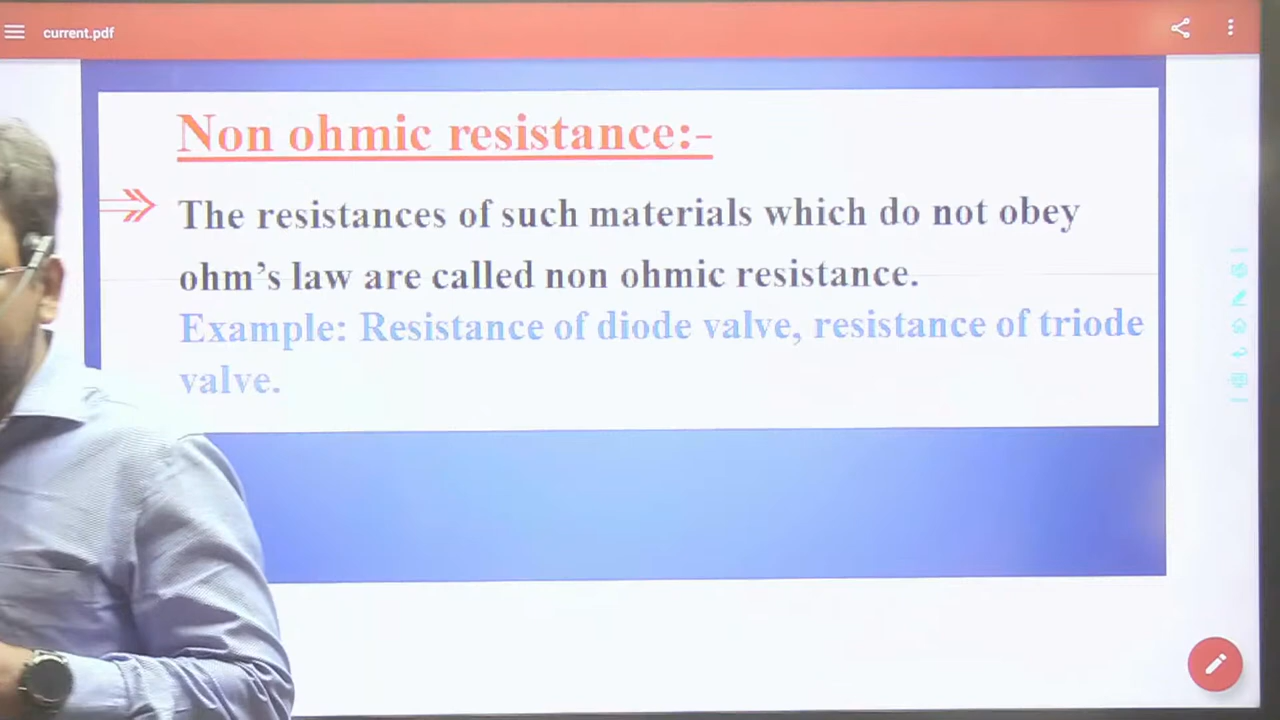 current.pdf
Non ohmic resistance:-
The resistances of such materials which do not obey
ohm’s law are called non ohmic resistance.
Example: Resistance of diode valve, resistance of triode
valve.